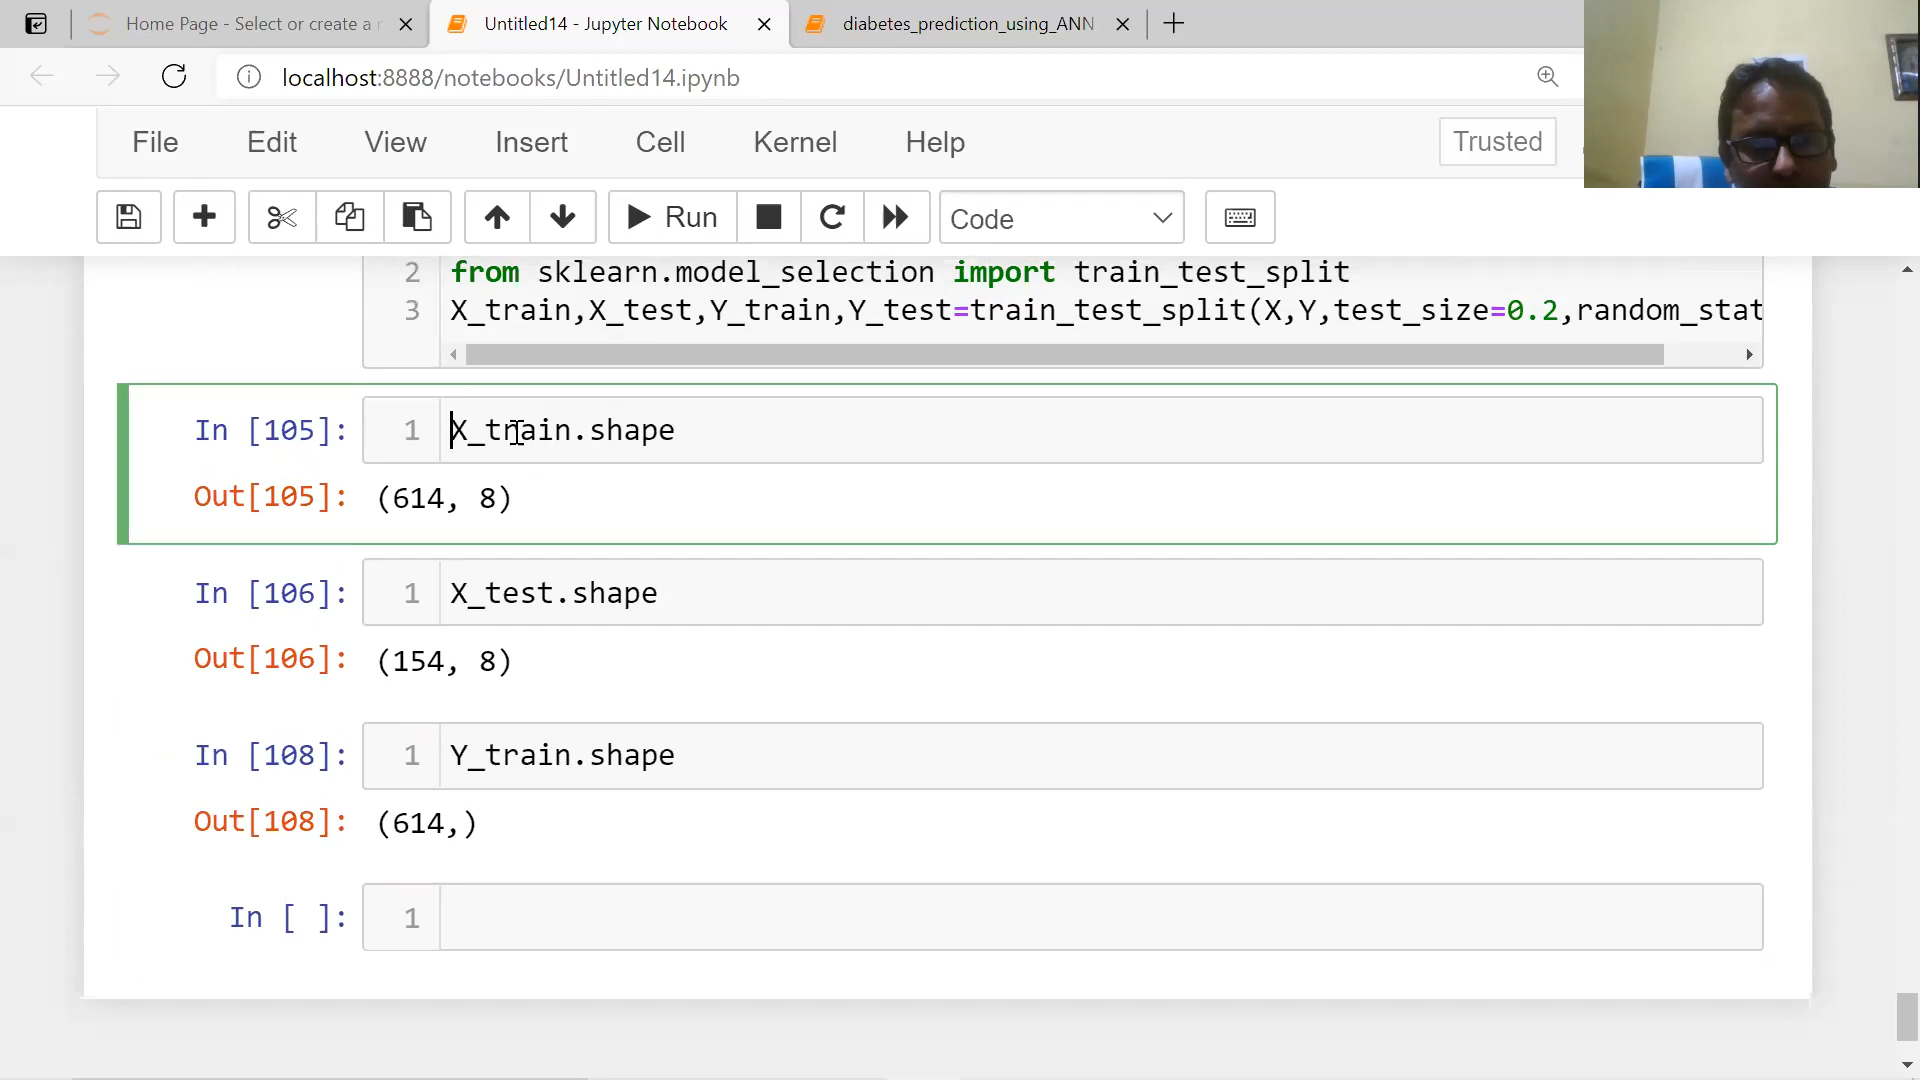 Home Page - Select or create a n
Untitled14 - Jupyter Notebook
diabetes_prediction_using_ANN
localhost:8888/notebooks/Untitled14.ipynb
File Edit View Insert Cell Kernel Help Trusted
Run Code
2 from sklearn.model_selection import train_test_split
3 X_train,X_test,Y_train,Y_test=train_test_split(X,Y,test_size=0.2,random_stat
In [105]: 1 X_train.shape
Out[105]: (614, 8)
In [106]: 1 X_test.shape
Out[106]: (154, 8)
In [108]: 1 Y_train.shape
Out[108]: (614,)
In [ ]: 1